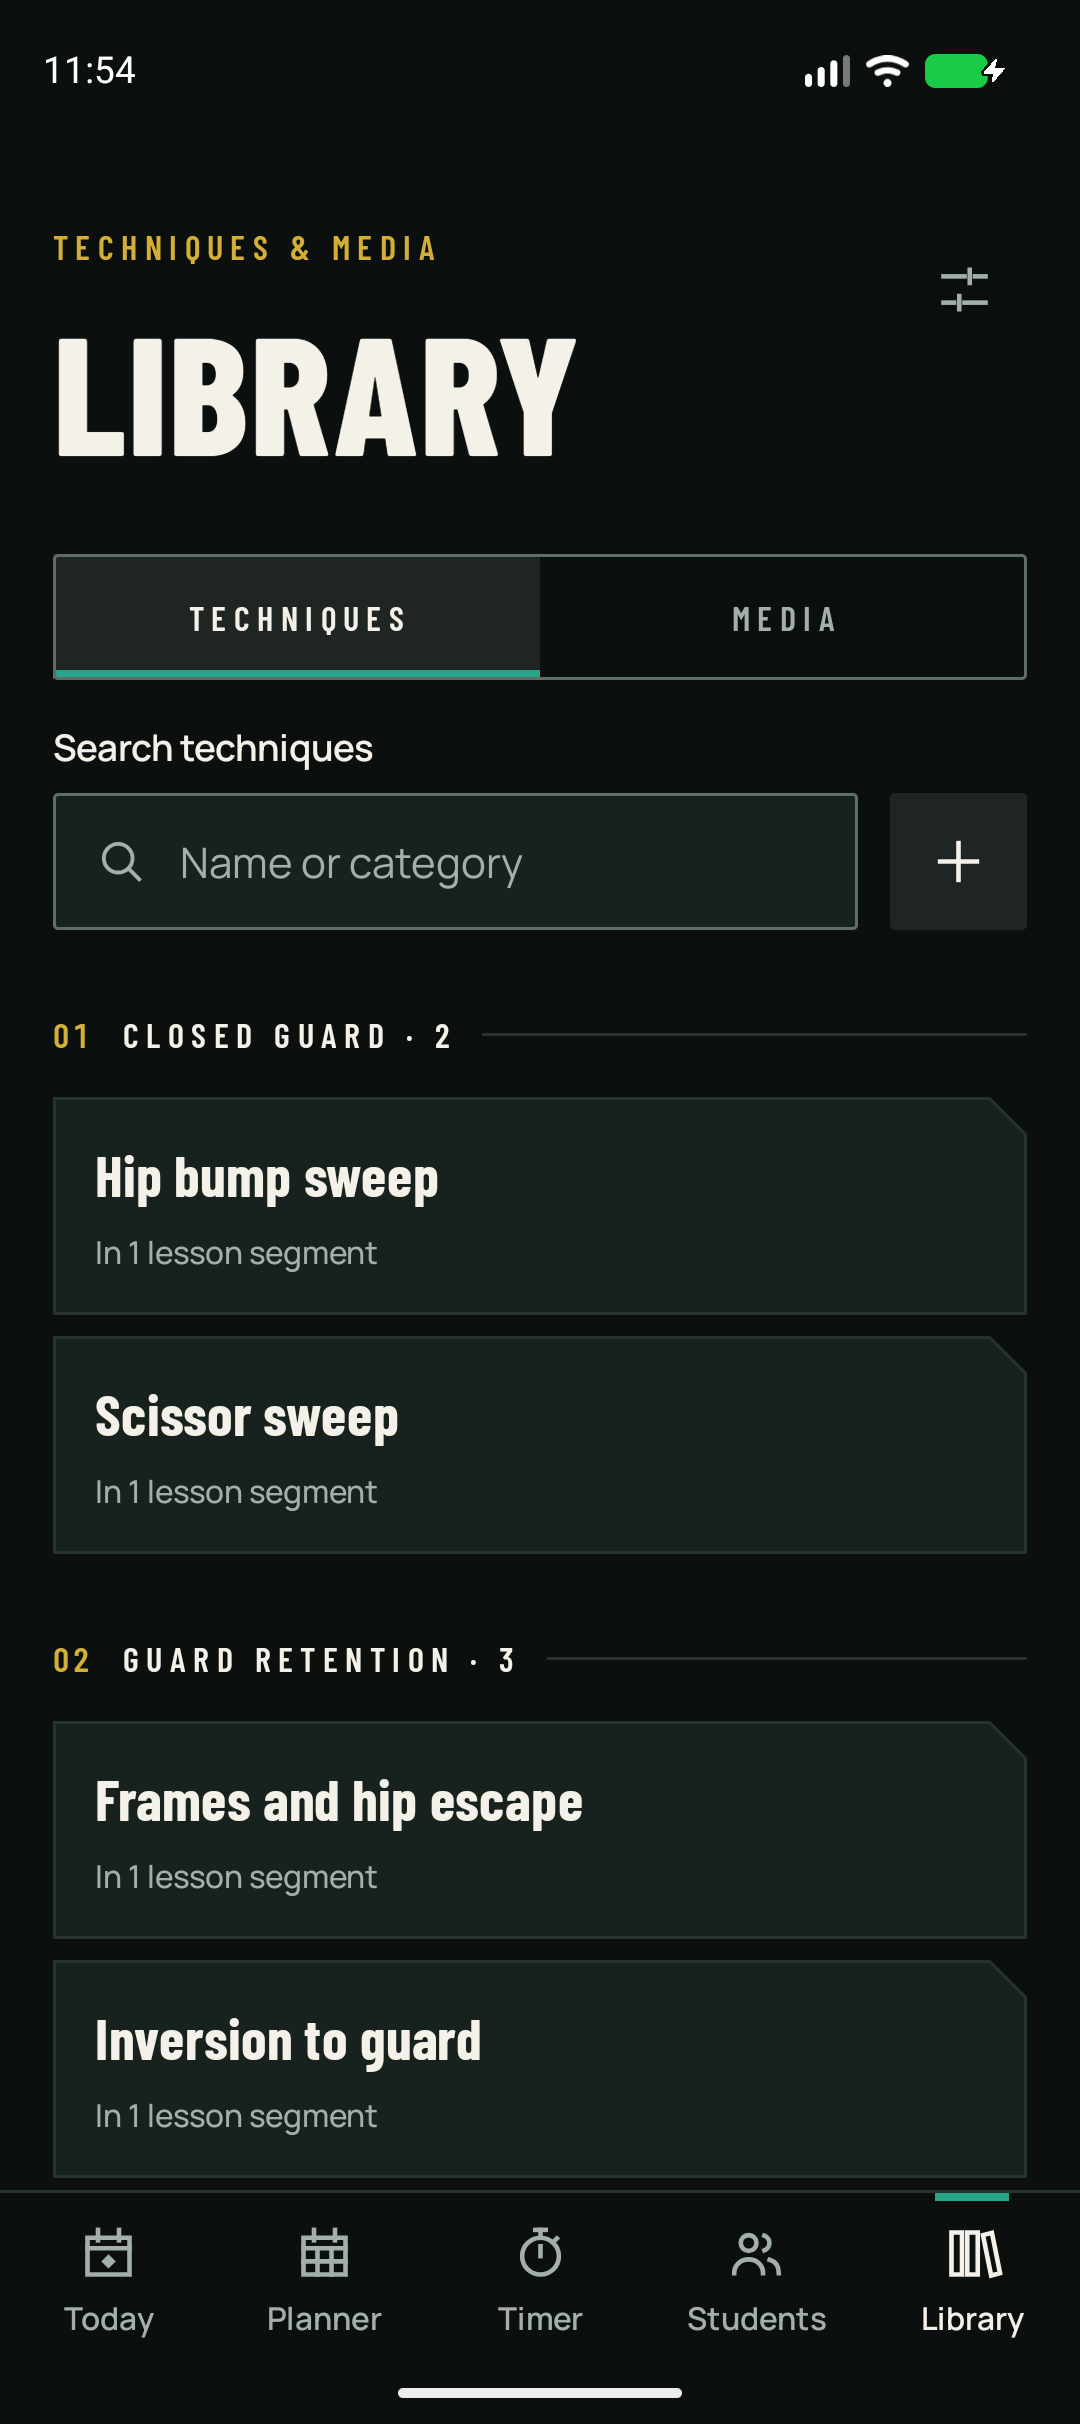 11:54
TECHNIQUES & MEDIA
LIBRARY
TECHNIQUES
MEDIA
Search techniques
Name or category
01 CLOSED GUARD · 2
Hip bump sweep
In 1 lesson segment
Scissor sweep
In 1 lesson segment
02 GUARD RETENTION · 3
Frames and hip escape
In 1 lesson segment
Inversion to guard
In 1 lesson segment
Today
Planner
Timer
Students
Library